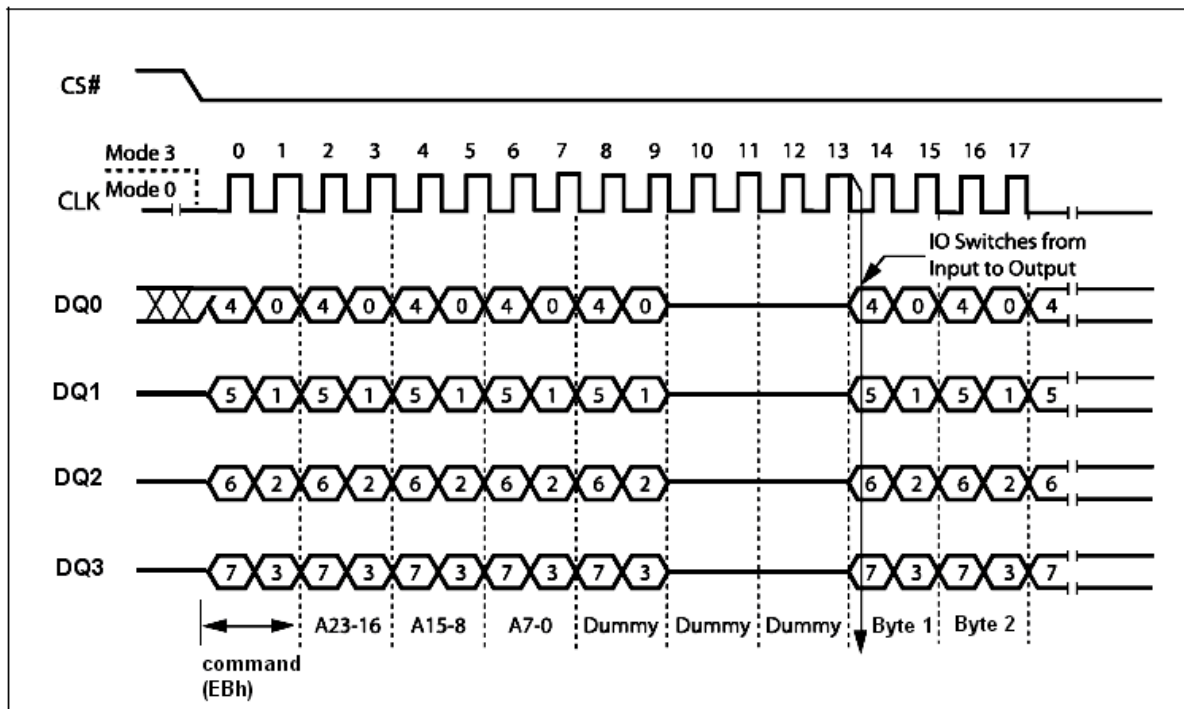 CS#
Mode 3
0 1 2 3 4 5 6 7 8 9 10 11 12 13 14 15 16 17
Mode 0
CLK
IO Switches from
Input to Output
DQ0
4 0 4 0 4 0 4 0 4 0 4 0 4 0 4
DQ1
5 1 5 1 5 1 5 1 5 1 5 1 5 1 5
DQ2
6 2 6 2 6 2 6 2 6 2 6 2 6 2 6
DQ3
7 3 7 3 7 3 7 3 7 3 7 3 7 3 7
A23-16 A15-8 A7-0 Dummy Dummy Dummy Byte 1 Byte 2
command
(EBh)